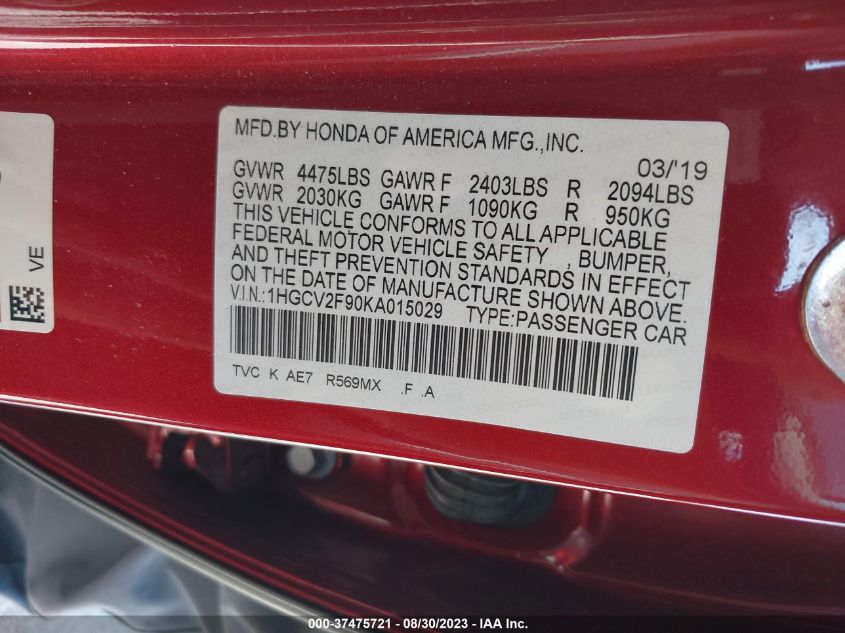 MFD.BY HONDA OF AMERICA MFG.,INC.
03/'19
GVWR 4475LBS GAWR F 2403LBS R 2094LBS
GVWR 2030KG GAWR F 1090KG R 950KG
THIS VEHICLE CONFORMS TO ALL APPLICABLE
FEDERAL MOTOR VEHICLE SAFETY , BUMPER,
AND THEFT PREVENTION STANDARDS IN EFFECT
ON THE DATE OF MANUFACTURE SHOWN ABOVE.
V.I.N.:1HGCV2F90KA015029 TYPE:PASSENGER CAR
TVC K AE7 R569MX .F .A
VE
000-37475721 - 08/30/2023 - IAA Inc.